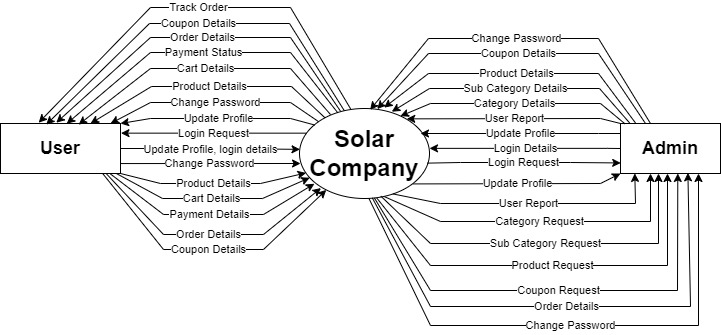 Track Order
Coupon Details
Order Details
Payment Status
Cart Details
Product Details
Change Password
Update Profile
Login Request
User
Update Profile, login details
Change Password
Product Details
Cart Details
Payment Details
Order Details
Coupon Details
Solar
Company
Change Password
Coupon Details
Product Details
Sub Category Details
Category Details
User Report
Update Profile
Login Details
Admin
Login Request
Update Profile
User Report
Category Request
Sub Category Request
Product Request
Coupon Request
Order Details
Change Password